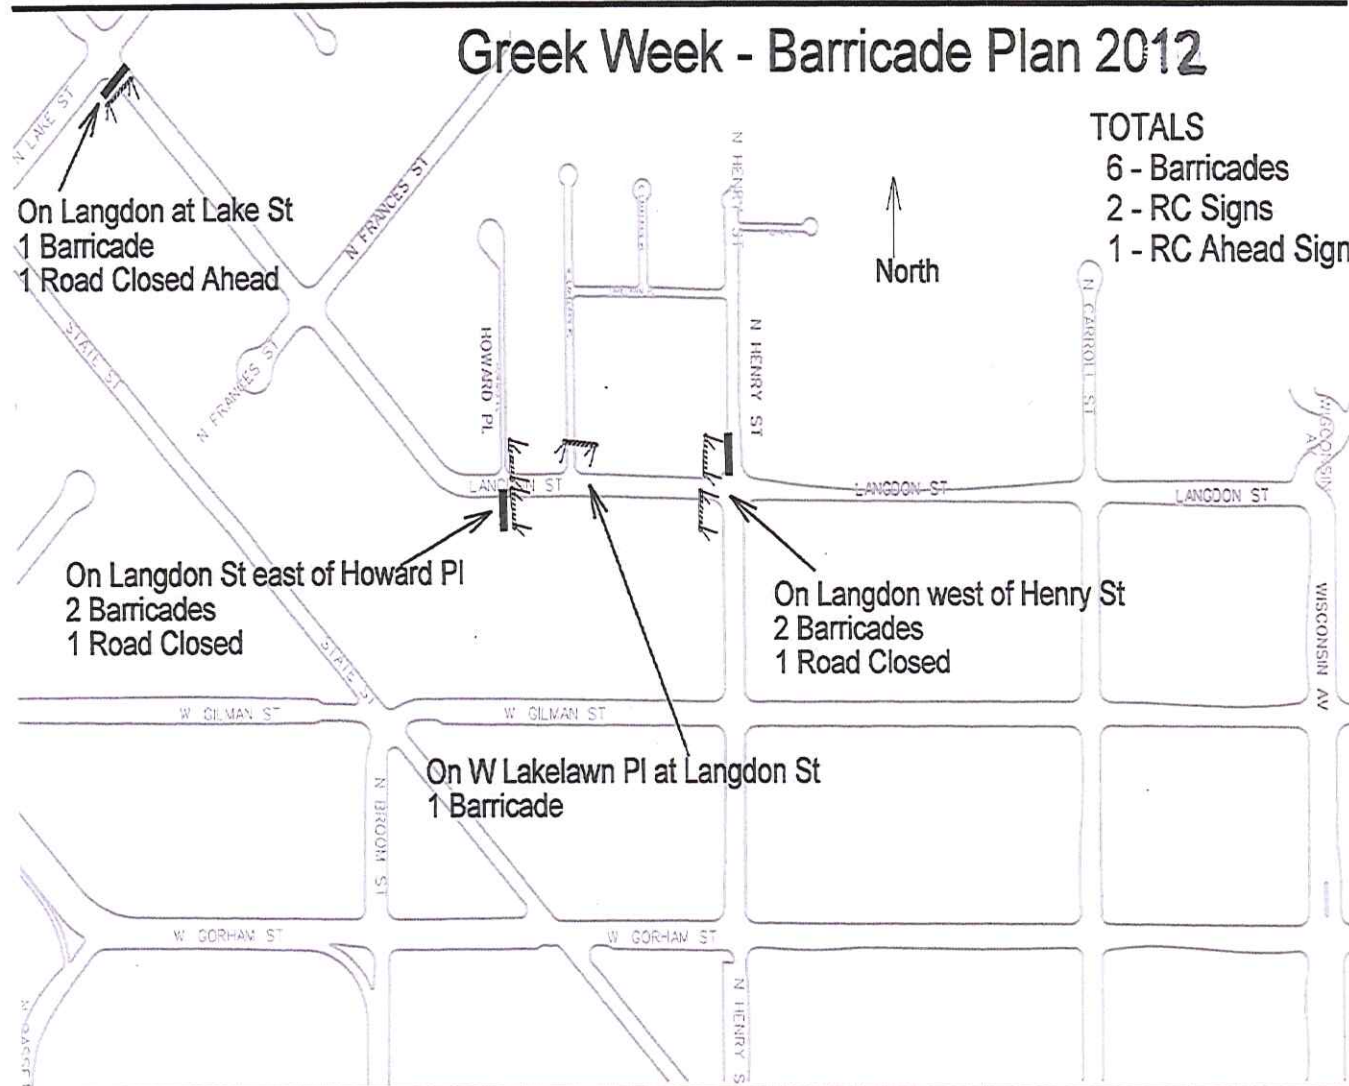 Greek Week - Barricade Plan 2012
TOTALS
6 - Barricades
2 - RC Signs
1 - RC Ahead Sign
North
On Langdon at Lake St
1 Barricade
1 Road Closed Ahead
On Langdon St east of Howard Pl
2 Barricades
1 Road Closed
On Langdon west of Henry St
2 Barricades
1 Road Closed
On W Lakelawn Pl at Langdon St
1 Barricade
N LAKE ST
N FRANCES ST
N FRANCES ST
STATE ST
STATE ST
HOWARD PL.
N HENRY ST
N HENRY ST
N CARROLL ST
WISCONSIN AV
LANGDON ST
LANGDON ST
LANGDON ST
WISCONSIN AV
W GILMAN ST
W GILMAN ST
N BROOM ST
W GORHAM ST
W GORHAM ST
N HENRY S
N BASSET